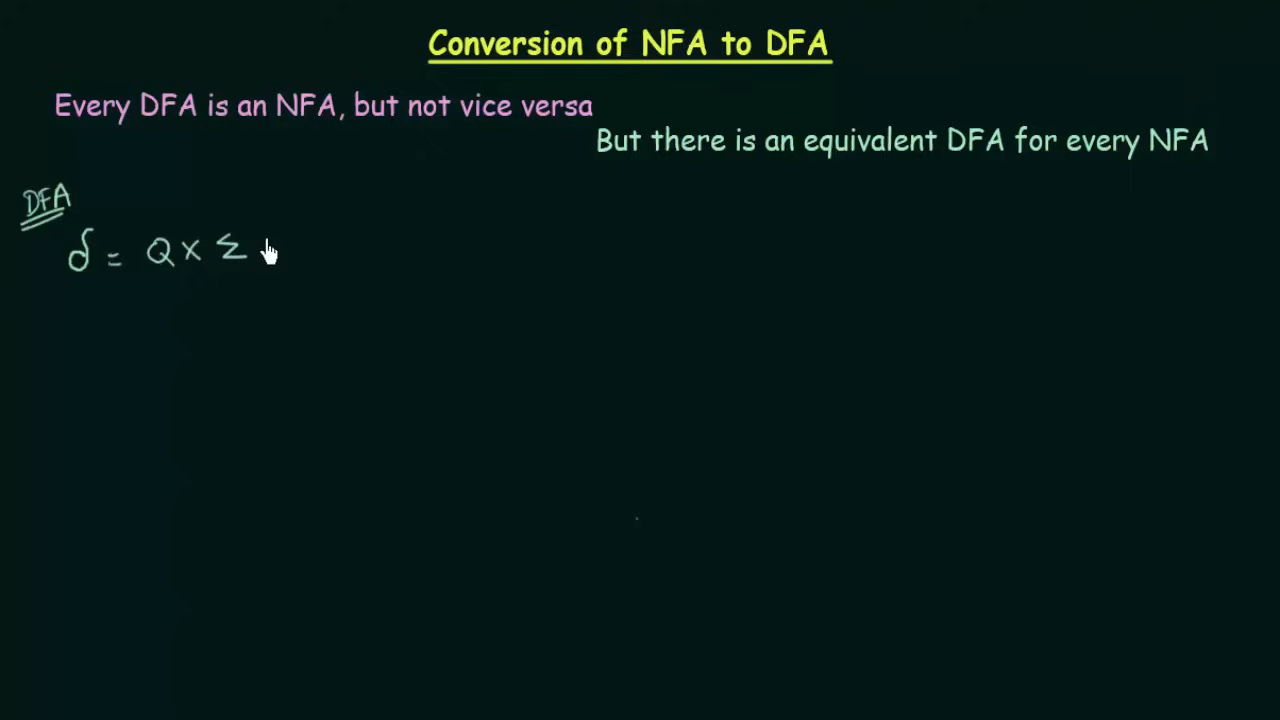 Conversion of NFA to DFA
Every DFA is an NFA, but not vice versa
But there is an equivalent DFA for every NFA
DFA
δ = Q X Σ